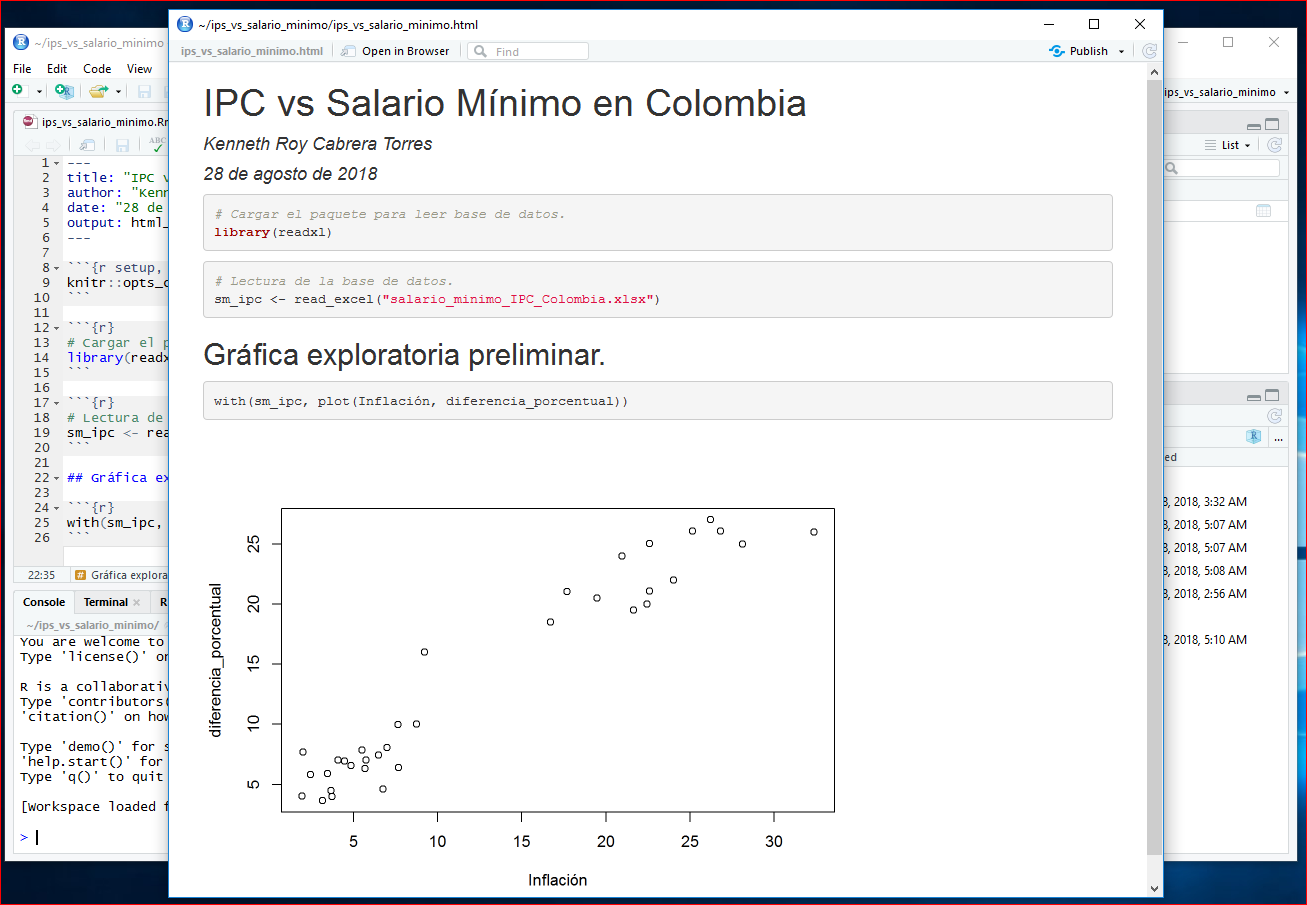 ~/ips_vs_salario_minimo
File Edit Code View
ips_vs_salario_minimo.Rr
ABC
1 ---
2 title: "IPC v
3 author: "Kenn
4 date: "28 de
5 output: html_
6 ---
7
8 ```{r setup,
9 knitr::opts_c
10 ```
11
12 ```{r}
13 # Cargar el p
14 library(readx
15 ```
16
17 ```{r}
18 # Lectura de
19 sm_ipc <- rea
20 ```
21
22 ## Gráfica ex
23
24 ```{r}
25 with(sm_ipc,
26 ```
22:35 # Gráfica explora
Console Terminal R
~/ips_vs_salario_minimo/
You are welcome to
Type 'license()' or
R is a collaborativ
Type 'contributors(
'citation()' on how
Type 'demo()' for s
'help.start()' for
Type 'q()' to quit
[Workspace loaded f
>
~/ips_vs_salario_minimo/ips_vs_salario_minimo.html
ips_vs_salario_minimo.html Open in Browser Find Publish
IPC vs Salario Mínimo en Colombia
Kenneth Roy Cabrera Torres
28 de agosto de 2018
# Cargar el paquete para leer base de datos.
library(readxl)
# Lectura de la base de datos.
sm_ipc <- read_excel("salario_minimo_IPC_Colombia.xlsx")
Gráfica exploratoria preliminar.
with(sm_ipc, plot(Inflación, diferencia_porcentual))
diferencia_porcentual
25
20
15
10
5
5 10 15 20 25 30
Inflación
ips_vs_salario_minimo
List
R ...
ed
8, 2018, 3:32 AM
8, 2018, 5:07 AM
8, 2018, 5:07 AM
8, 2018, 5:08 AM
8, 2018, 2:56 AM
2018, 5:10 AM